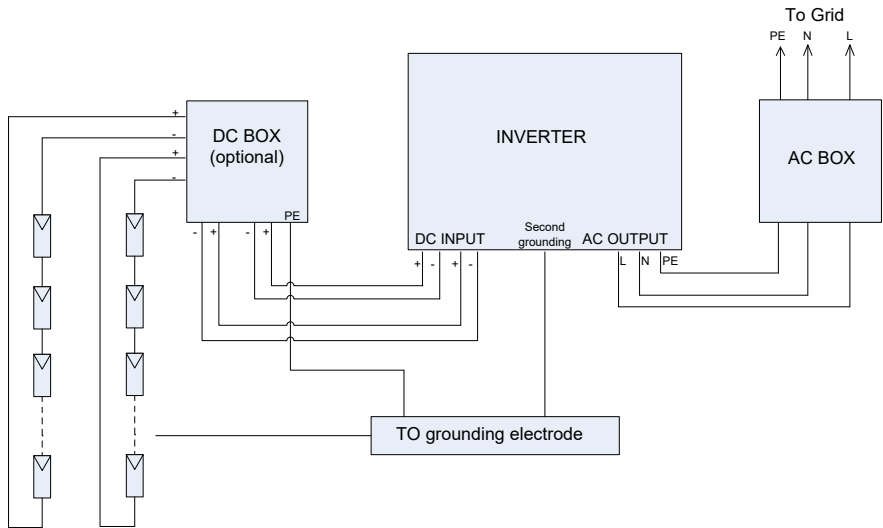 To Grid
PE N L
+
-
+
-
DC BOX
(optional)
PE
- + - +
INVERTER
DC INPUT
Second
grounding
AC OUTPUT
+ - + -
L N PE
AC BOX
TO grounding electrode